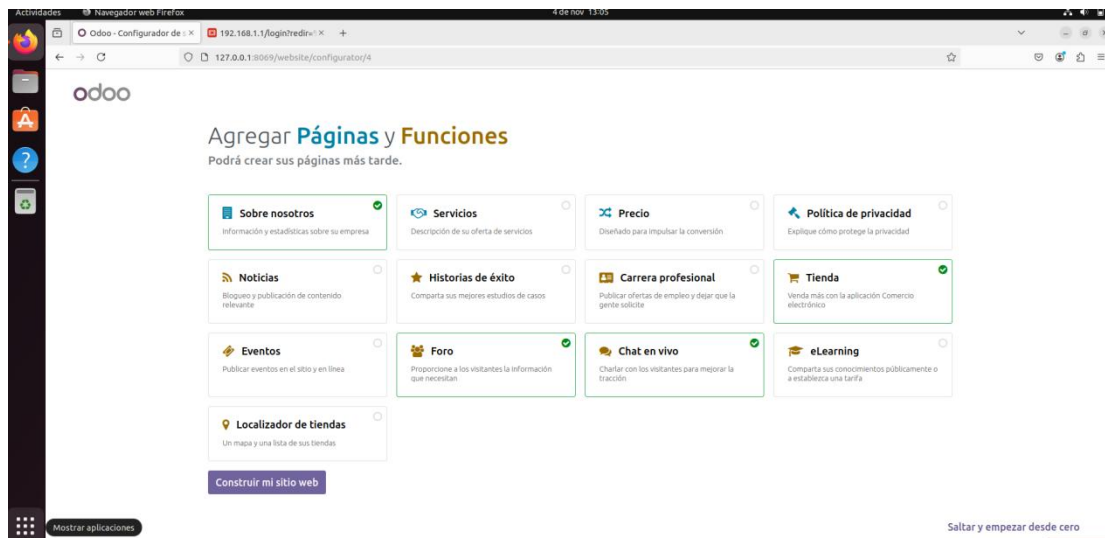 Actividades
Navegador web Firefox
4 de nov 13:05
Odoo - Configurador de s
192.168.1.1/login?redir=
127.0.0.1:8069/website/configurator/4
odoo
Agregar Páginas y Funciones
Podrá crear sus páginas más tarde.
Sobre nosotros
Información y estadísticas sobre su empresa
Servicios
Descripción de su oferta de servicios
Precio
Diseñado para impulsar la conversión
Política de privacidad
Explique cómo protege la privacidad
Noticias
Blogueo y publicación de contenido
relevante
Historias de éxito
Comparta sus mejores estudios de casos
Carrera profesional
Publicar ofertas de empleo y dejar que la
gente solicite
Tienda
Venda más con la aplicación Comercio
electrónico
Eventos
Publicar eventos en el sitio y en línea
Foro
Proporcione a los visitantes la información
que necesitan
Chat en vivo
Charlar con los visitantes para mejorar la
tracción
eLearning
Comparta sus conocimientos públicamente o
a establezca una tarifa
Localizador de tiendas
Un mapa y una lista de sus tiendas
Construir mi sitio web
Mostrar aplicaciones
Saltar y empezar desde cero